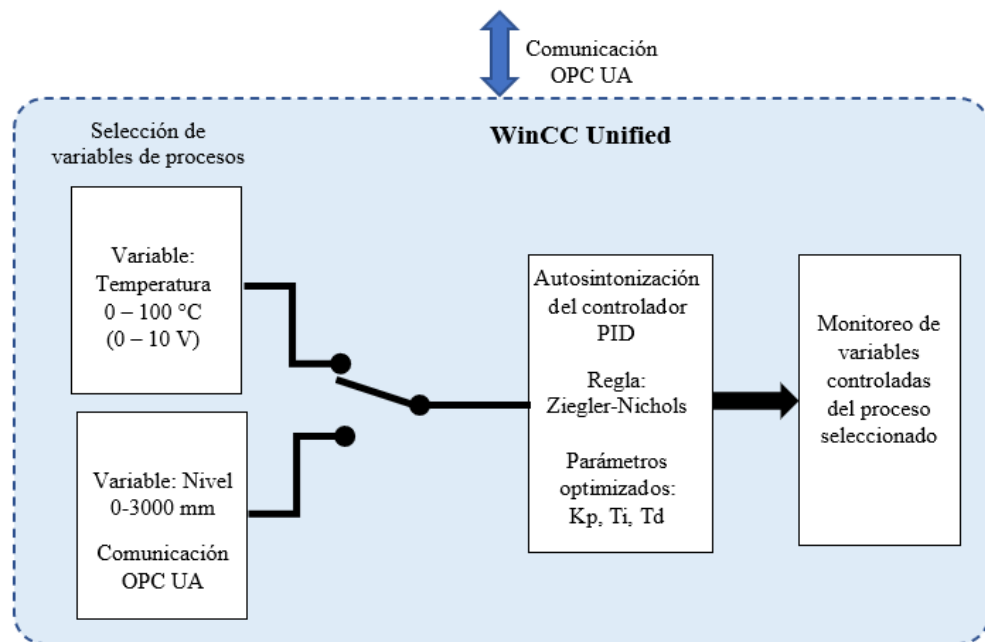 Comunicación
OPC UA
WinCC Unified
Selección de
variables de procesos
Variable:
Temperatura
0 – 100 °C
(0 – 10 V)
Variable: Nivel
0-3000 mm
Comunicación
OPC UA
Autosintonización
del controlador
PID
Regla:
Ziegler-Nichols
Parámetros
optimizados:
Kp, Ti, Td
Monitoreo de
variables
controladas
del proceso
seleccionado